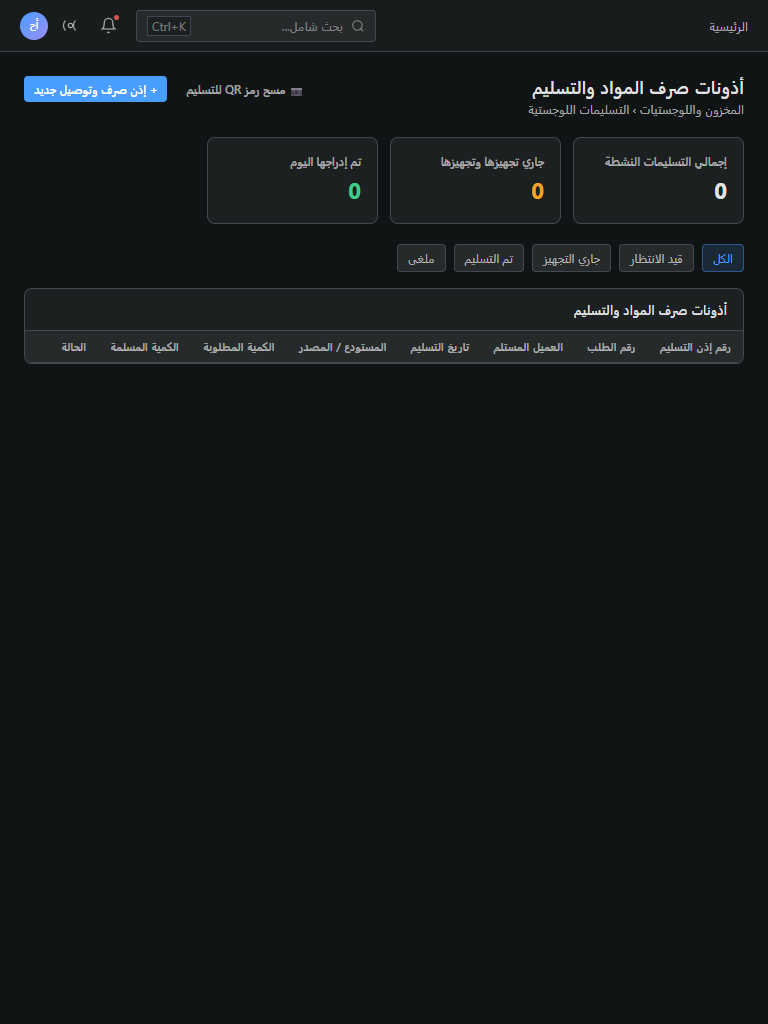 الرئيسية
بحث شامل... Ctrl+K
أح
أذونات صرف المواد والتسليم
المخزون واللوجستيات › التسليمات اللوجستية
مسح رمز QR للتسليم
+ إذن صرف وتوصيل جديد
إجمالي التسليمات النشطة
0
جاري تجهيزها وتجهيزها
0
تم إدراجها اليوم
0
الكل
قيد الانتظار
جاري التجهيز
تم التسليم
ملغى
أذونات صرف المواد والتسليم
رقم إذن التسليم رقم الطلب العميل المستلم تاريخ التسليم المستودع / المصدر الكمية المطلوبة الكمية المسلمة الحالة